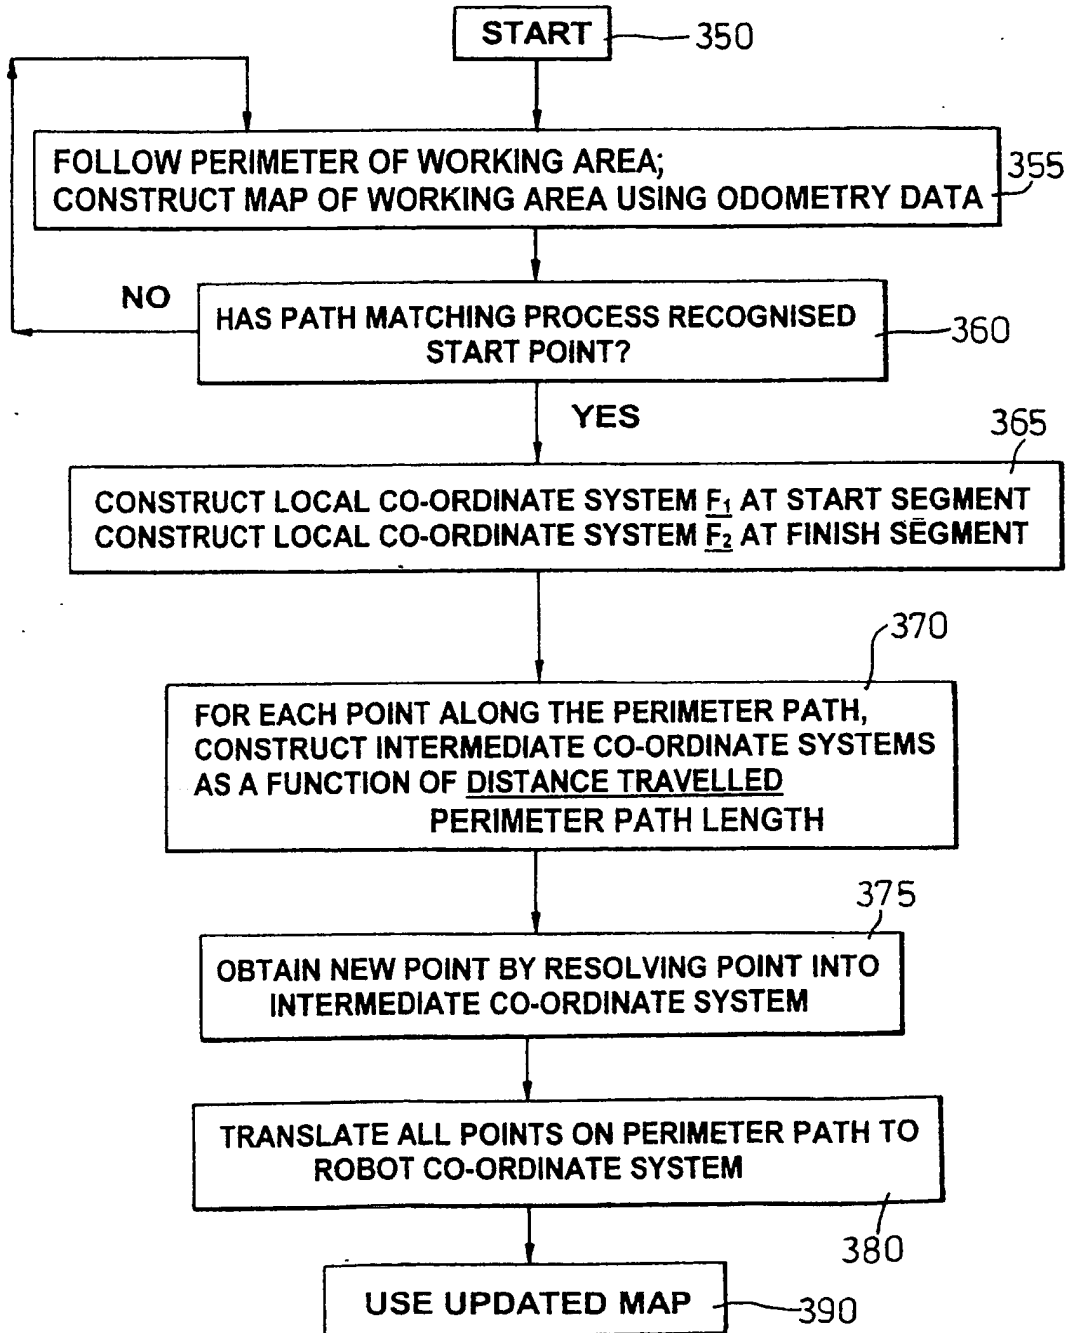 START
350
FOLLOW PERIMETER OF WORKING AREA;
CONSTRUCT MAP OF WORKING AREA USING ODOMETRY DATA
355
NO
HAS PATH MATCHING PROCESS RECOGNISED
START POINT?
360
YES
365
CONSTRUCT LOCAL CO-ORDINATE SYSTEM F₁ AT START SEGMENT
CONSTRUCT LOCAL CO-ORDINATE SYSTEM F₂ AT FINISH SEGMENT
370
FOR EACH POINT ALONG THE PERIMETER PATH,
CONSTRUCT INTERMEDIATE CO-ORDINATE SYSTEMS
AS A FUNCTION OF DISTANCE TRAVELLED
PERIMETER PATH LENGTH
375
OBTAIN NEW POINT BY RESOLVING POINT INTO
INTERMEDIATE CO-ORDINATE SYSTEM
TRANSLATE ALL POINTS ON PERIMETER PATH TO
ROBOT CO-ORDINATE SYSTEM
380
USE UPDATED MAP
390